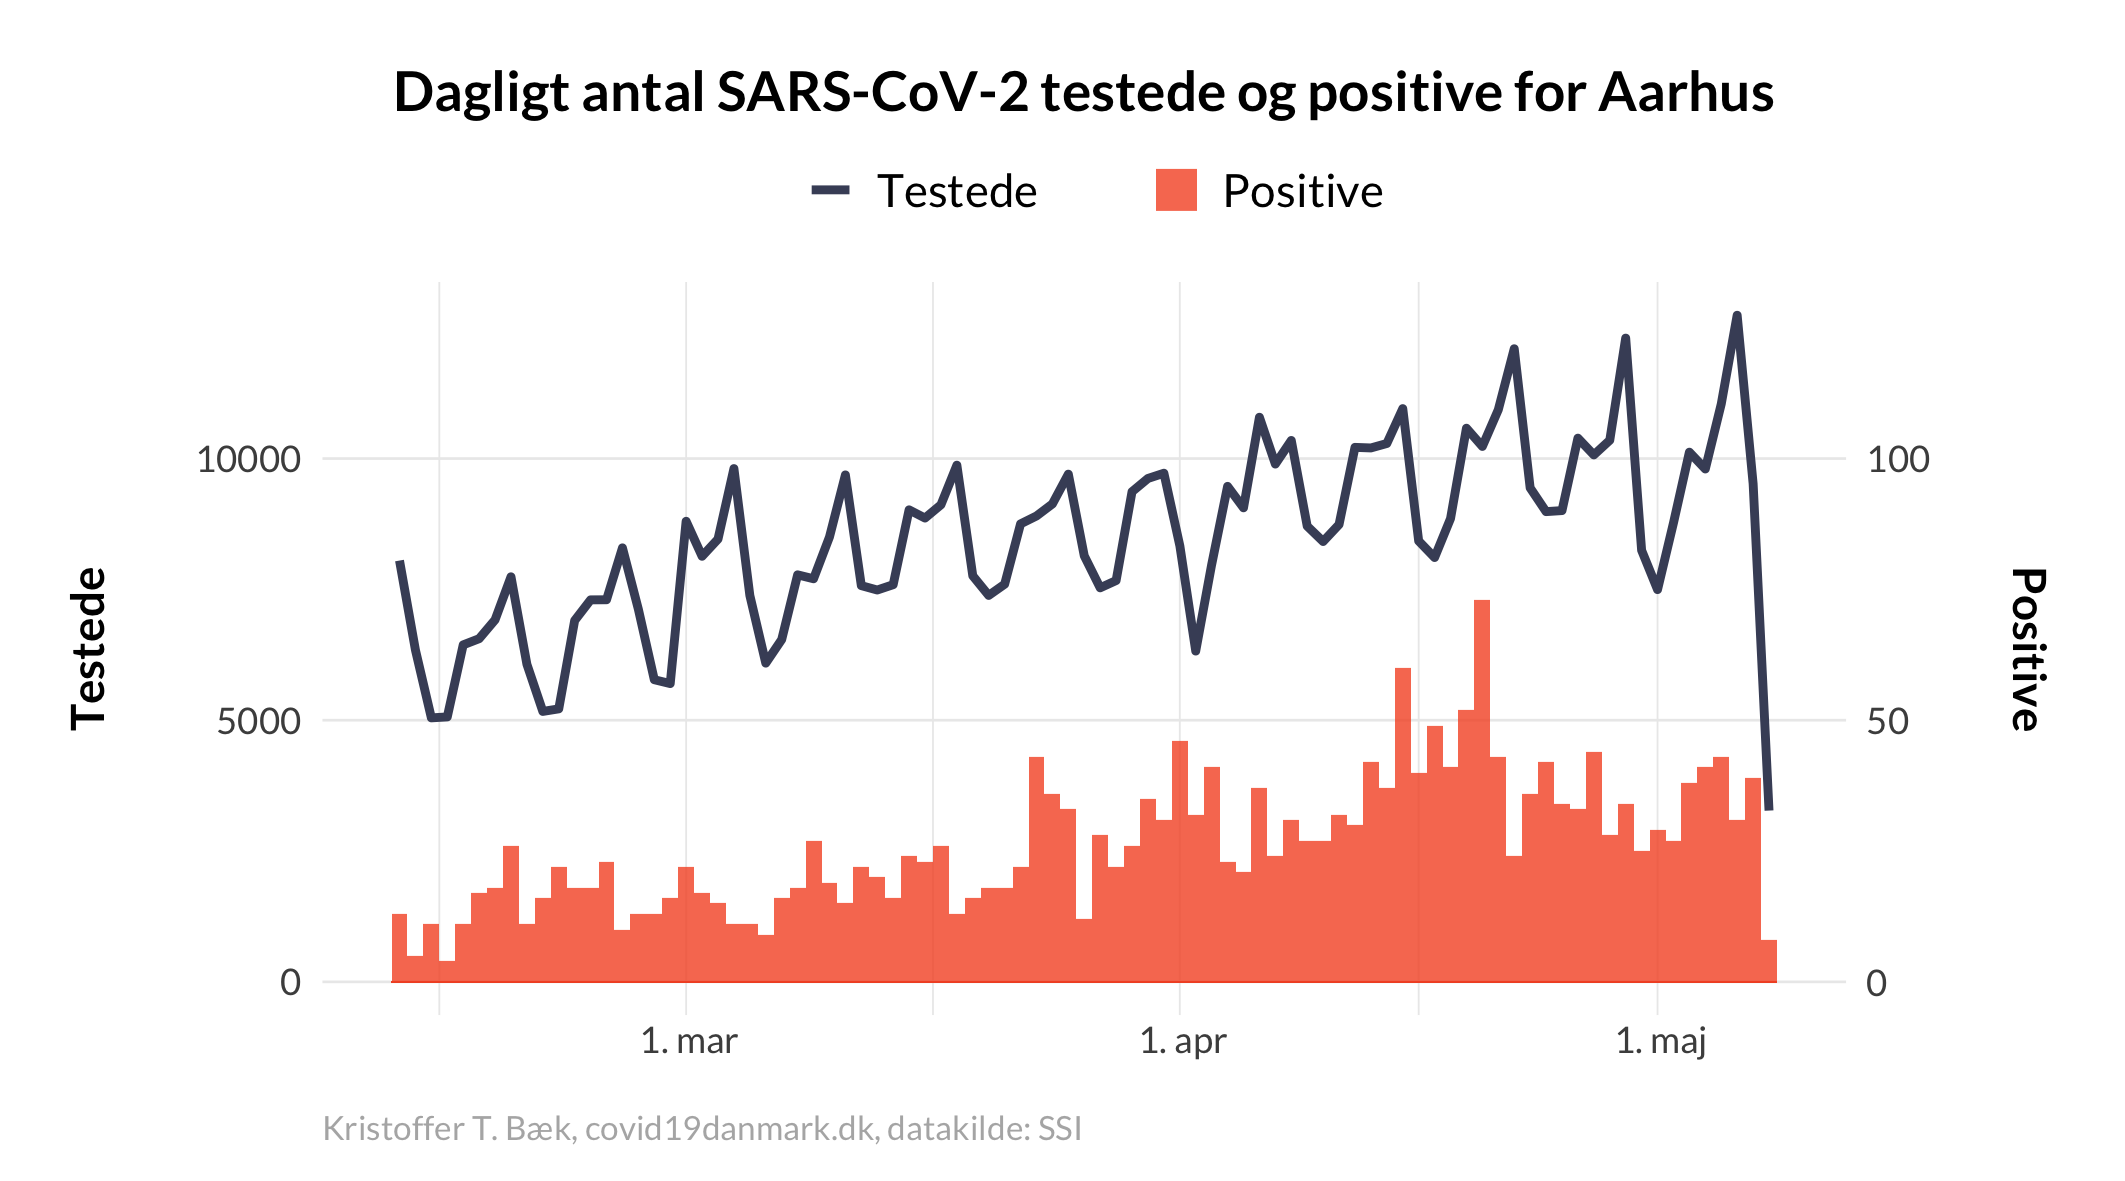 Dagligt antal SARS-CoV-2 testede og positive for Aarhus
Testede
Positive
10000
5000
0
100
50
0
Testede
Positive
1. mar
1. apr
1. maj
Kristoffer T. Bæk, covid19danmark.dk, datakilde: SSI